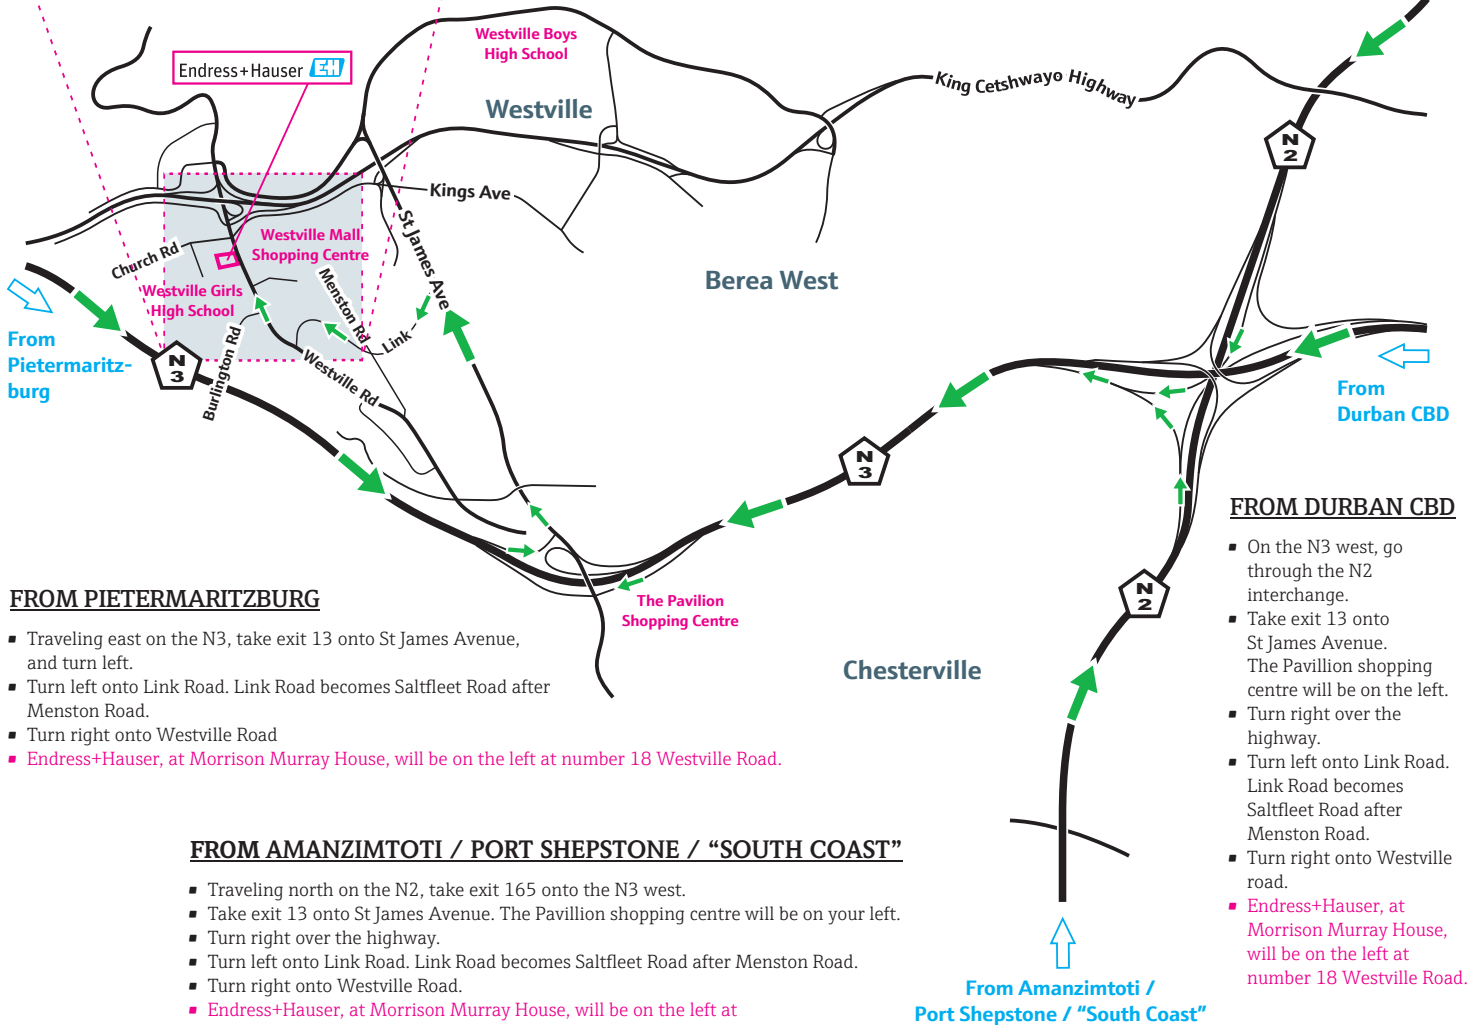 Westville Boys
High School
Endress+Hauser EH
Westville
King Cetshwayo Highway
N
2
Kings Ave
St James Ave
Westville Mall
Shopping Centre
Church Rd
Berea West
Westville Girls
High School
Menston Rd
Link
From
Pietermaritz-
burg
N
3
Burlington Rd
Westville Rd
From
Durban CBD
N
3
N
2
The Pavilion
Shopping Centre
Chesterville
FROM PIETERMARITZBURG
▪ Traveling east on the N3, take exit 13 onto St James Avenue,
and turn left.
▪ Turn left onto Link Road. Link Road becomes Saltfleet Road after
Menston Road.
▪ Turn right onto Westville Road
▪ Endress+Hauser, at Morrison Murray House, will be on the left at number 18 Westville Road.
FROM DURBAN CBD
▪ On the N3 west, go
through the N2
interchange.
▪ Take exit 13 onto
St James Avenue.
The Pavillion shopping
centre will be on the left.
▪ Turn right over the
highway.
▪ Turn left onto Link Road.
Link Road becomes
Saltfleet Road after
Menston Road.
▪ Turn right onto Westville
road.
▪ Endress+Hauser, at
Morrison Murray House,
will be on the left at
number 18 Westville Road.
FROM AMANZIMTOTI / PORT SHEPSTONE / “SOUTH COAST”
▪ Traveling north on the N2, take exit 165 onto the N3 west.
▪ Take exit 13 onto St James Avenue. The Pavillion shopping centre will be on your left.
▪ Turn right over the highway.
▪ Turn left onto Link Road. Link Road becomes Saltfleet Road after Menston Road.
▪ Turn right onto Westville Road.
▪ Endress+Hauser, at Morrison Murray House, will be on the left at
From Amanzimtoti /
Port Shepstone / “South Coast”